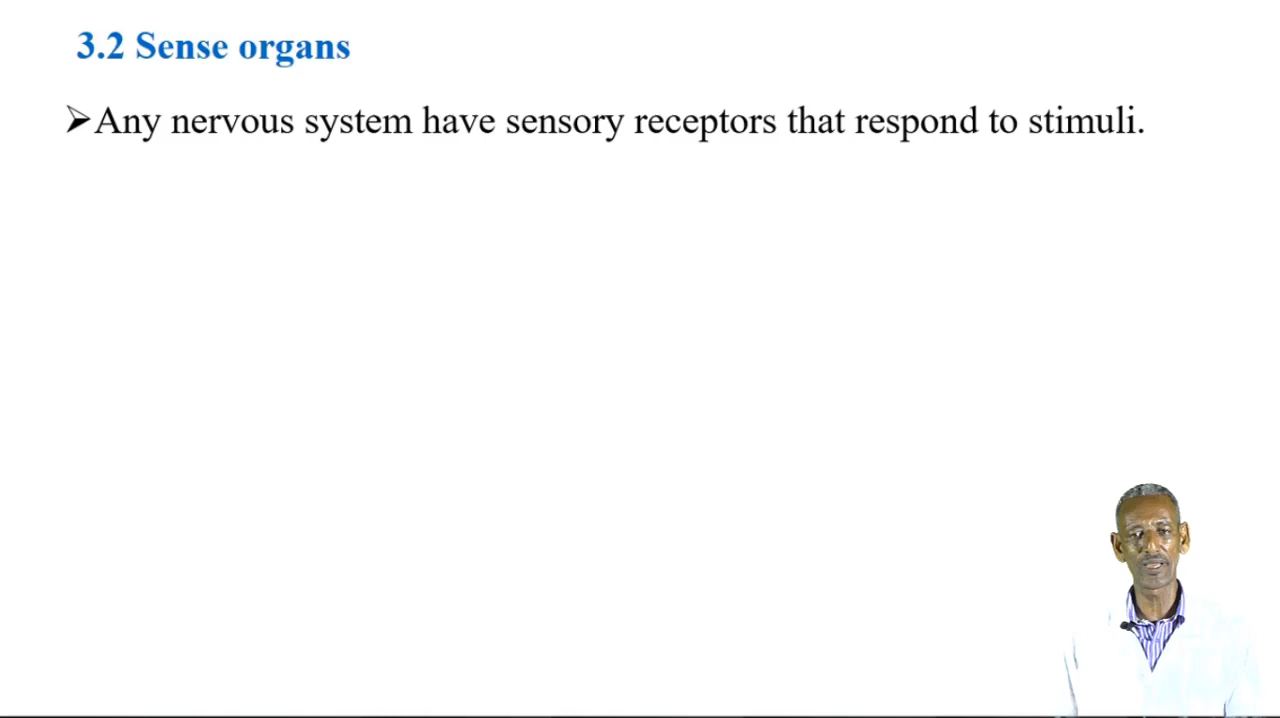 3.2 Sense organs
➢Any nervous system have sensory receptors that respond to stimuli.